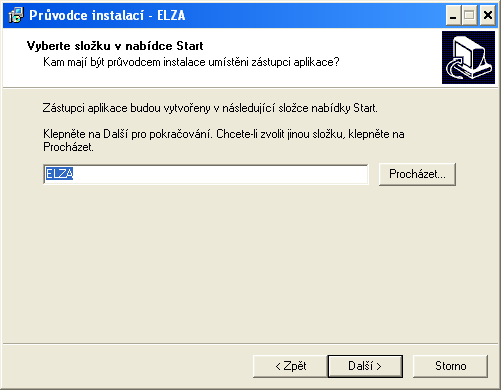 Průvodce instalací - ELZA
Vyberte složku v nabídce Start
Kam mají být průvodcem instalace umístěni zástupci aplikace?
Zástupci aplikace budou vytvořeny v následující složce nabídky Start.
Klepněte na Další pro pokračování. Chcete-li zvolit jinou složku, klepněte na
Procházet.
ELZA
Procházet...
< Zpět
Další >
Storno